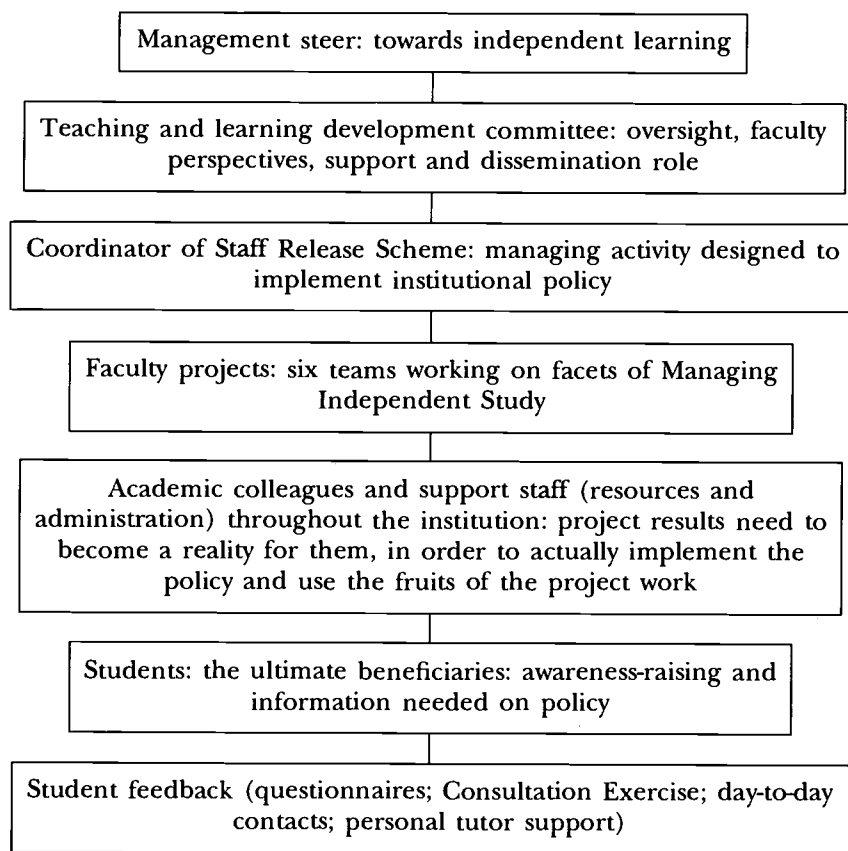 Management steer: towards independent learning
Teaching and learning development committee: oversight, faculty
perspectives, support and dissemination role
Coordinator of Staff Release Scheme: managing activity designed to
implement institutional policy
Faculty projects: six teams working on facets of Managing
Independent Study
Academic colleagues and support staff (resources and
administration) throughout the institution: project results need to
become a reality for them, in order to actually implement the
policy and use the fruits of the project work
Students: the ultimate beneficiaries: awareness-raising and
information needed on policy
Student feedback (questionnaires; Consultation Exercise; day-to-day
contacts; personal tutor support)